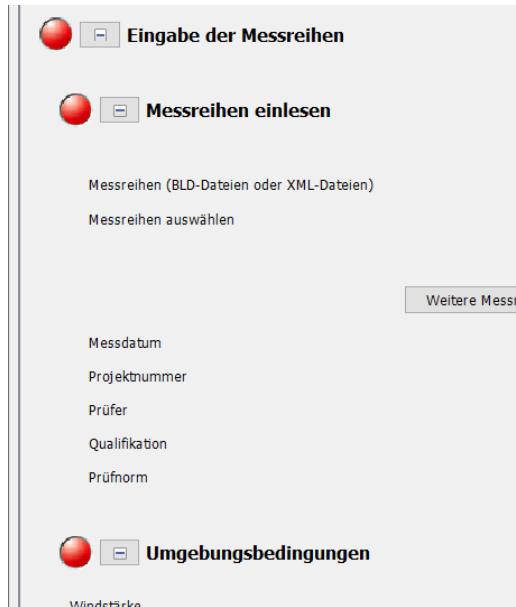 Eingabe der Messreihen
Messreihen einlesen
Messreihen (BLD-Dateien oder XML-Dateien)
Messreihen auswählen
Weitere Messr
Messdatum
Projektnummer
Prüfer
Qualifikation
Prüfnorm
Umgebungsbedingungen
Windstärke